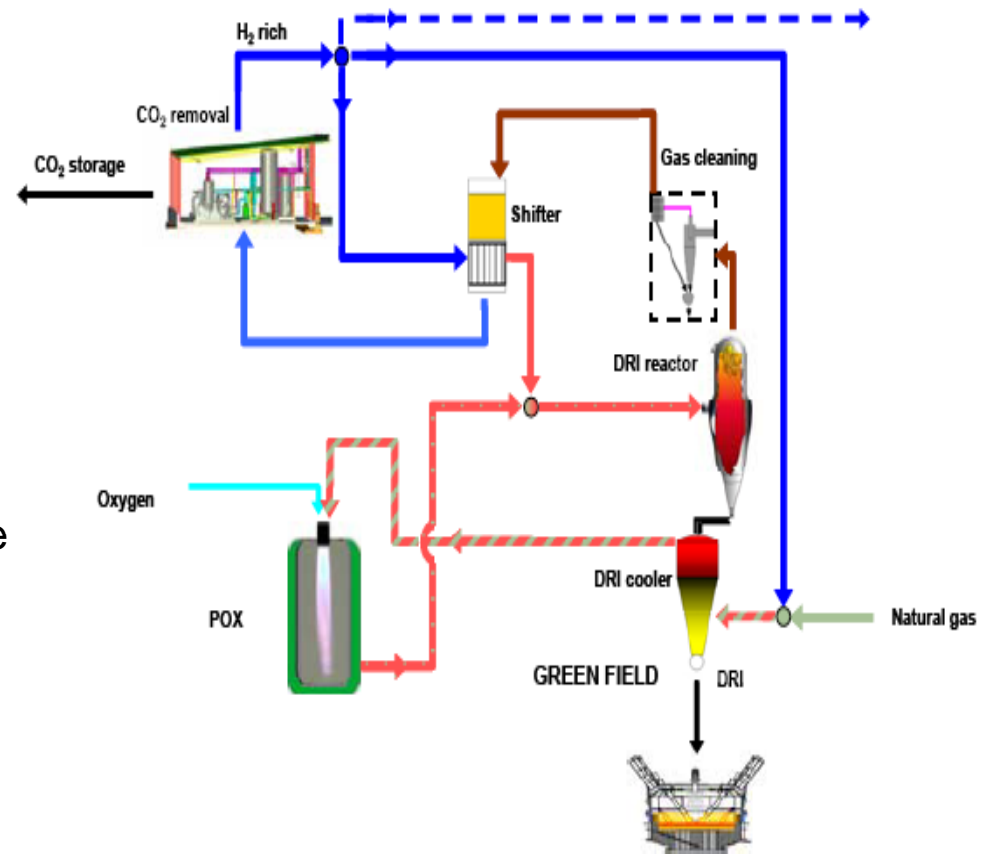 H₂ rich
CO₂ removal
CO₂ storage
Gas cleaning
Shifter
DRI reactor
Oxygen
e
DRI cooler
POX
Natural gas
GREEN FIELD
DRI